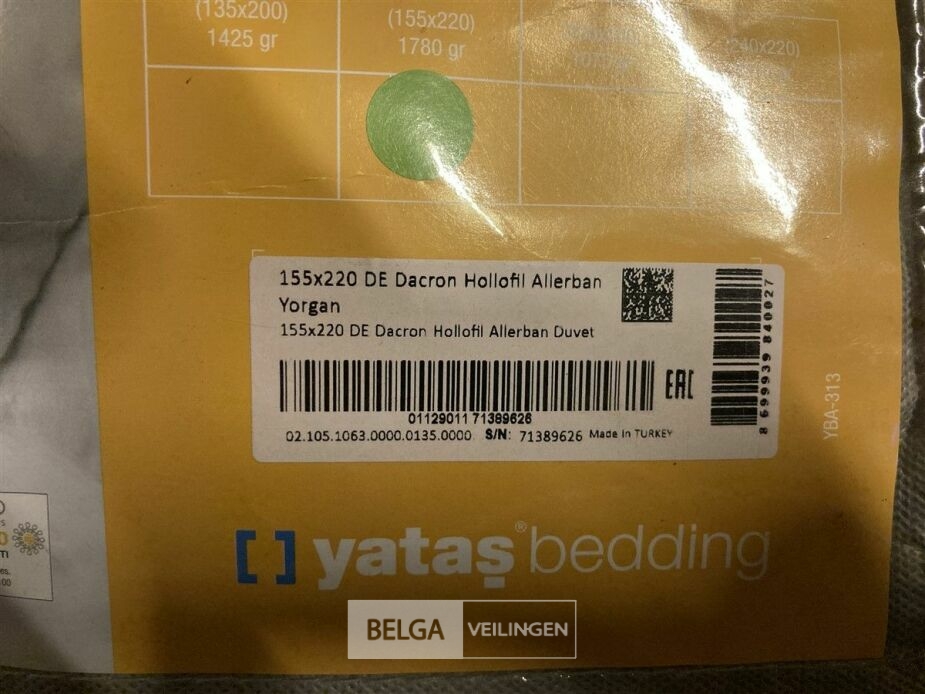 (135x200) (155x220) (240x220)
1425 gr 1780 gr
155x220 DE Dacron Hollofil Allerban
Yorgan
155x220 DE Dacron Hollofil Allerban Duvet
EAC
01129011 71389626
02.105.1063.0000.0135.0000 S/N: 71389626 Made In TURKEY
8 699939 840027
YBA-313
yataş® bedding
BELGA VEILINGEN